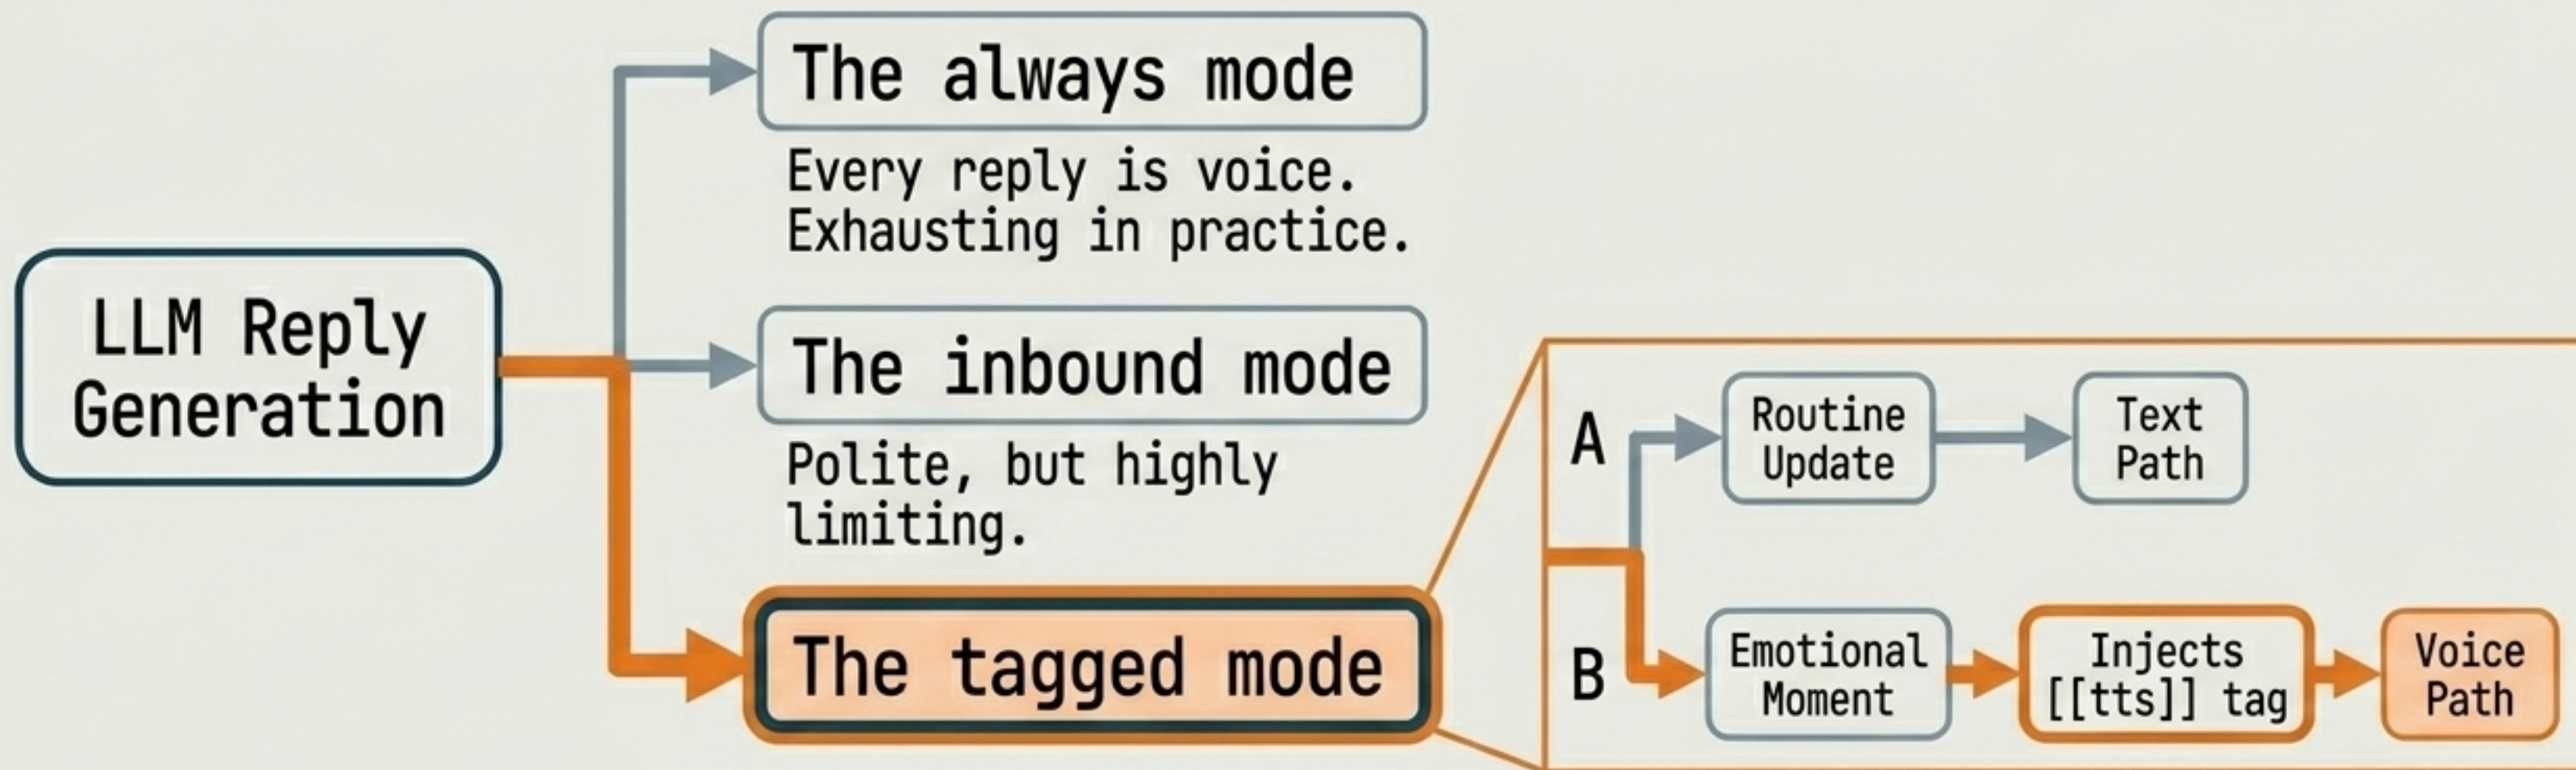 LLM Reply
Generation
The always mode
Every reply is voice.
Exhausting in practice.
The inbound mode
Polite, but highly
limiting.
The tagged mode
A
Routine
Update
Text
Path
B
Emotional
Moment
Injects
[[tts]] tag
Voice
Path